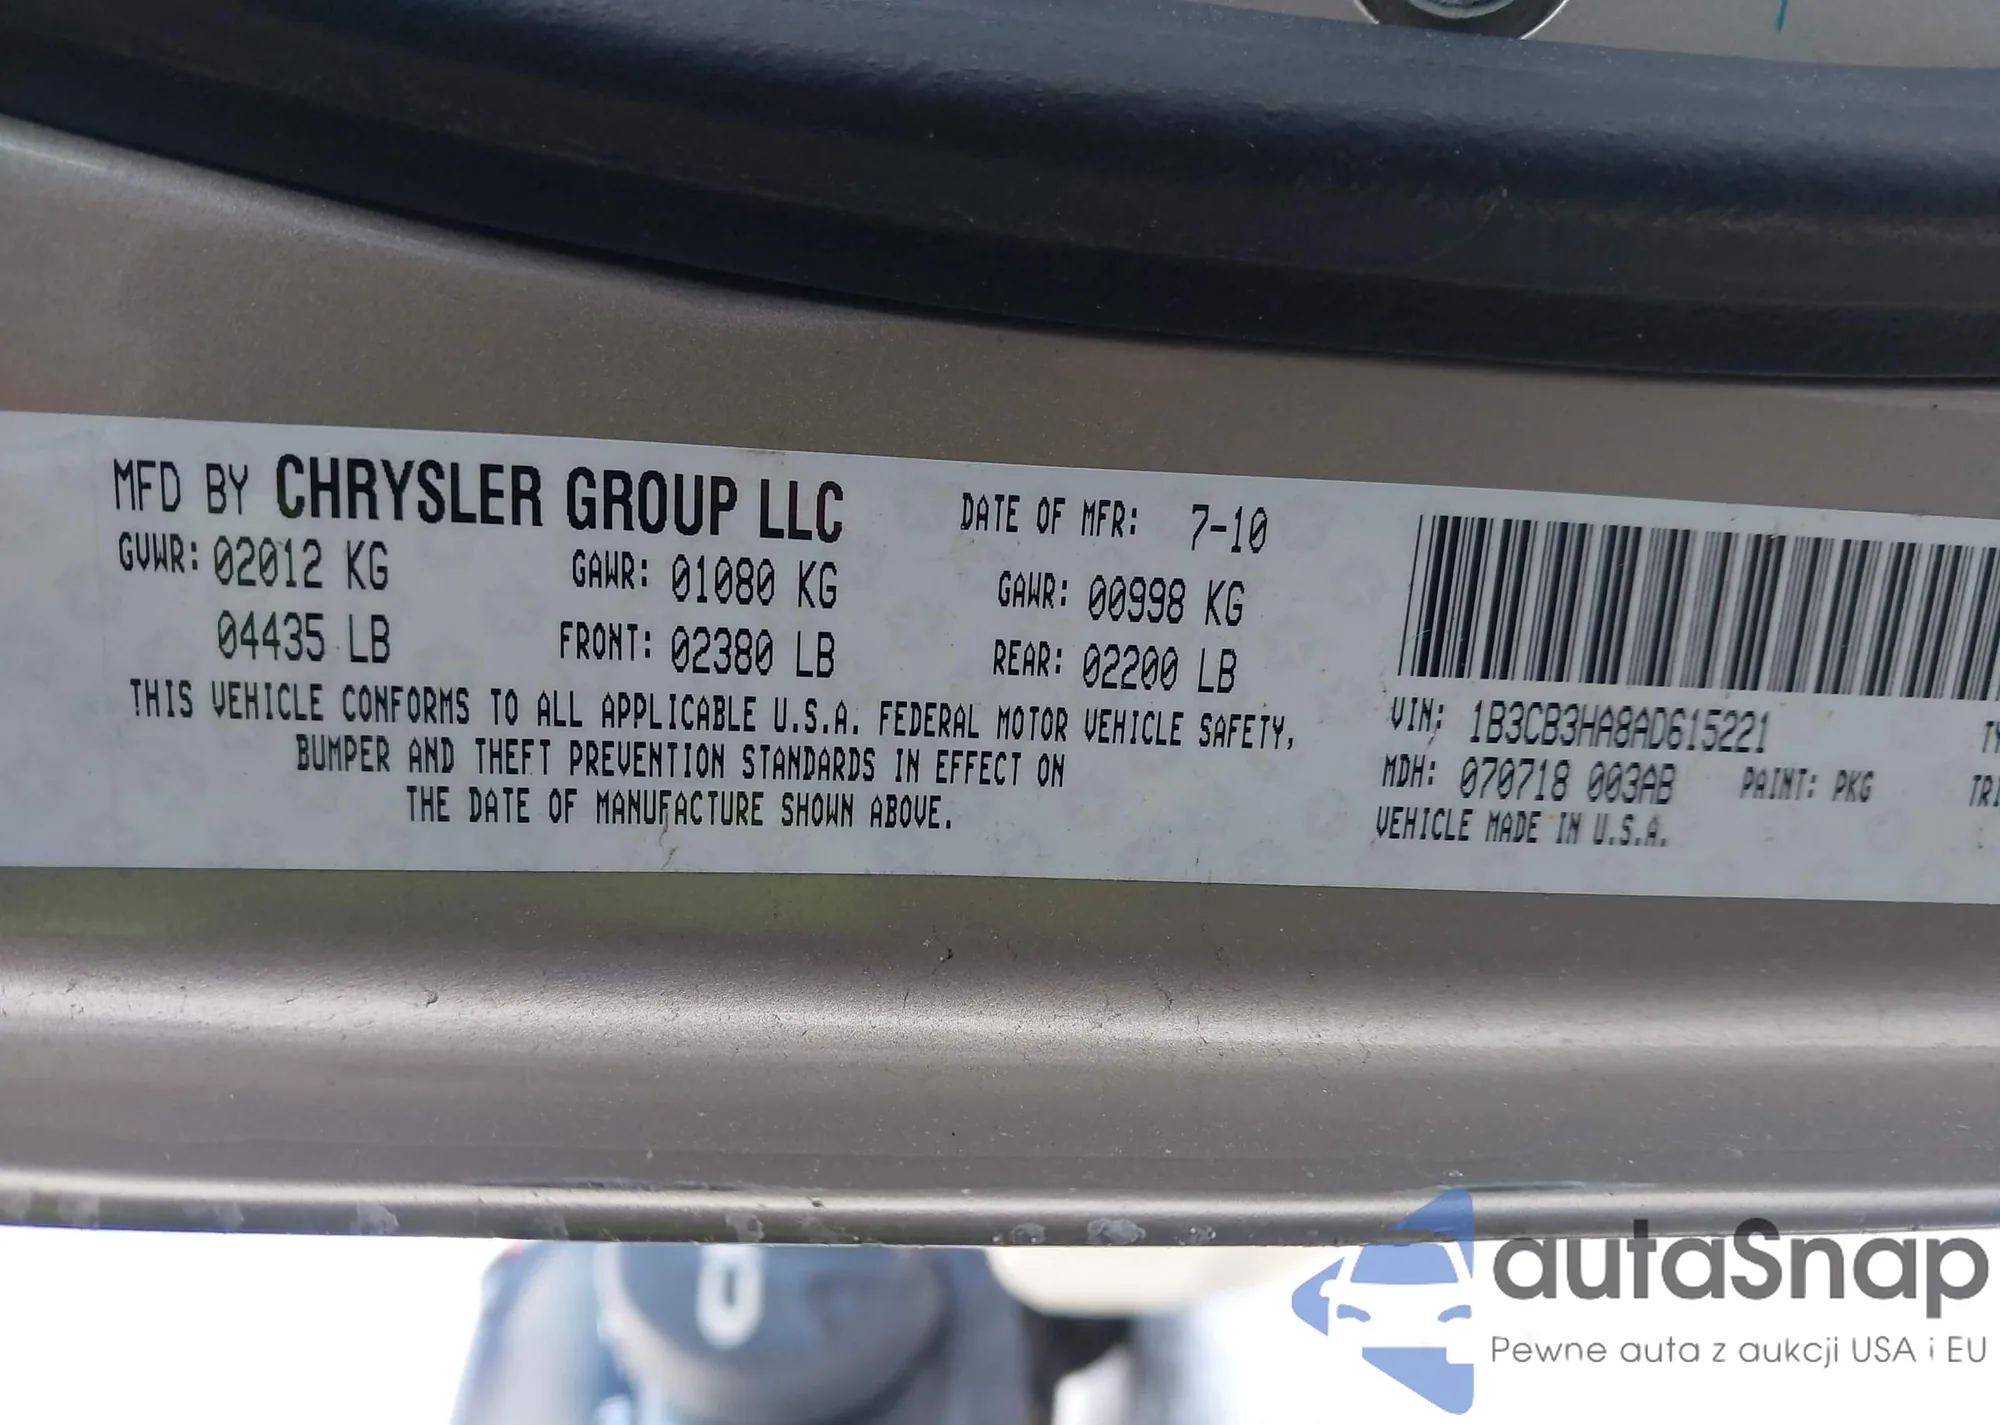 MFD BY CHRYSLER GROUP LLC DATE OF MFR: 7-10
GVWR: 02012 KG GAWR: 01080 KG GAWR: 00998 KG
04435 LB FRONT: 02380 LB REAR: 02200 LB
THIS VEHICLE CONFORMS TO ALL APPLICABLE U.S.A. FEDERAL MOTOR VEHICLE SAFETY,
BUMPER AND THEFT PREVENTION STANDARDS IN EFFECT ON
THE DATE OF MANUFACTURE SHOWN ABOVE.
VIN: 1B3CB3HA8AD615221
MDH: 070718 003AB PAINT: PKG
VEHICLE MADE IN U.S.A.
autaSnap
Pewne auta z aukcji USA i EU